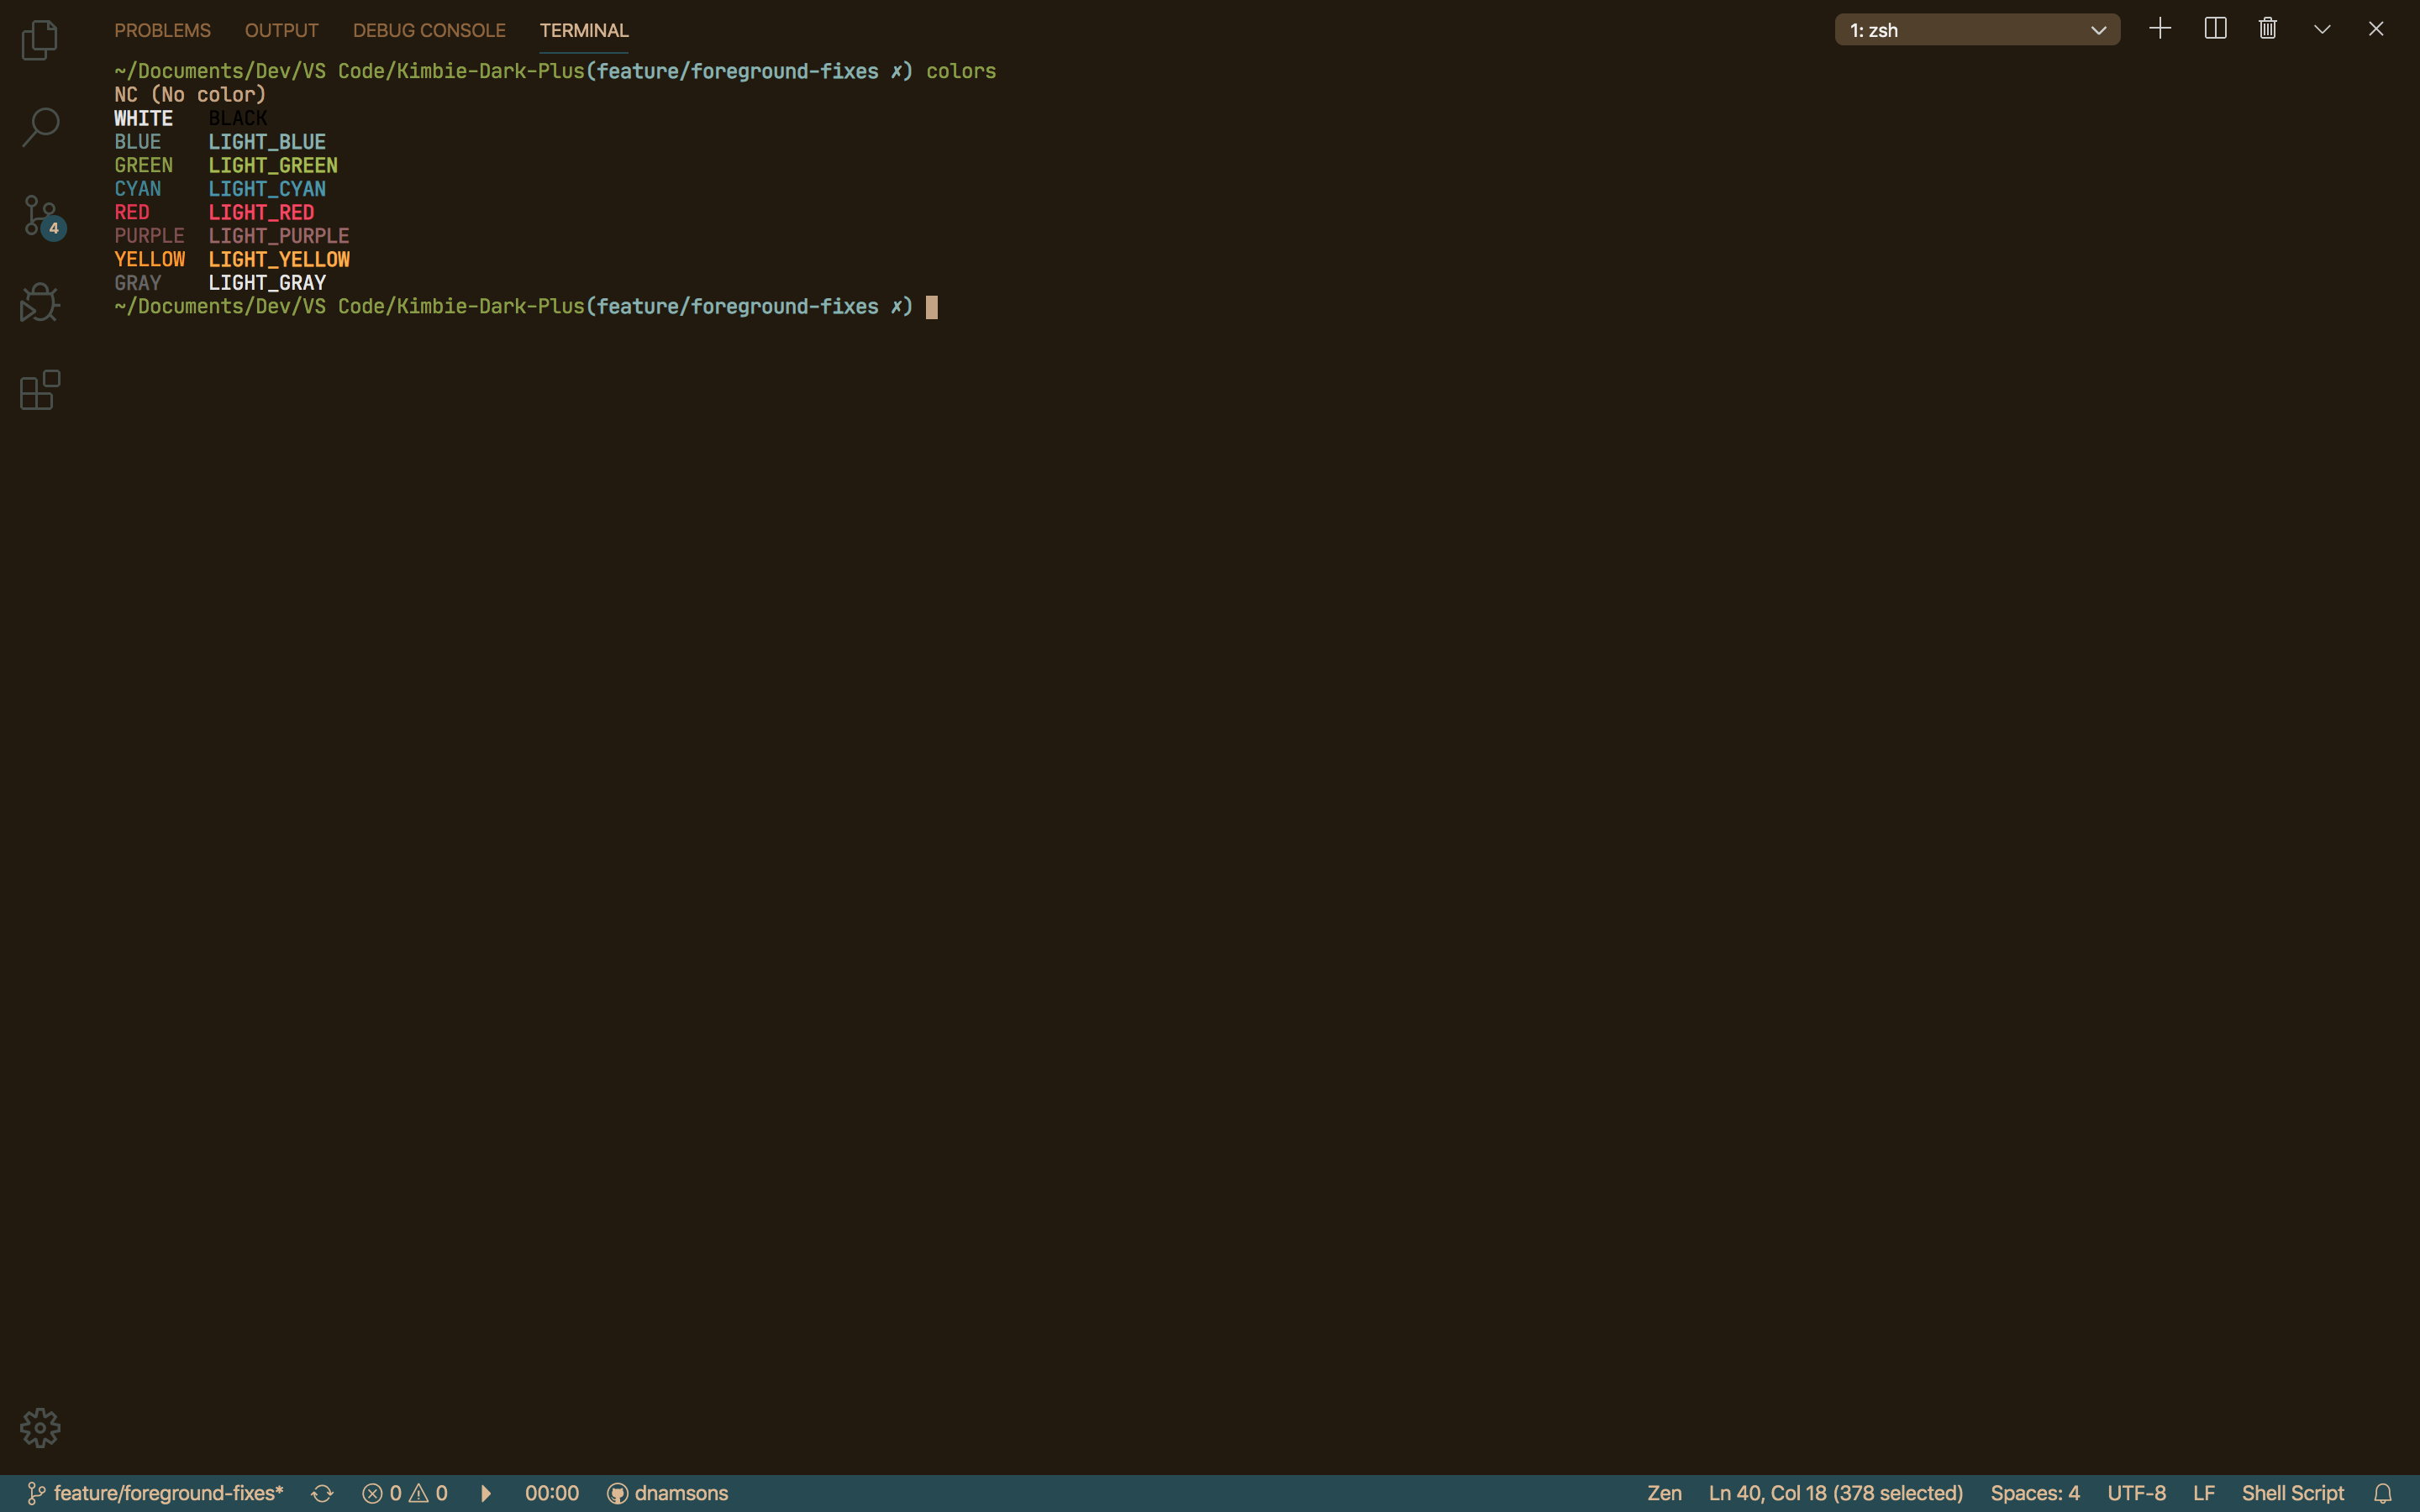 PROBLEMS OUTPUT DEBUG CONSOLE TERMINAL 1: zsh
~/Documents/Dev/VS Code/Kimbie-Dark-Plus(feature/foreground-fixes ✗) colors
NC (No color)
WHITE BLACK
BLUE LIGHT_BLUE
GREEN LIGHT_GREEN
CYAN LIGHT_CYAN
RED LIGHT_RED
PURPLE LIGHT_PURPLE
YELLOW LIGHT_YELLOW
GRAY LIGHT_GRAY
~/Documents/Dev/VS Code/Kimbie-Dark-Plus(feature/foreground-fixes ✗)
4
feature/foreground-fixes* 0 0 00:00 dnamsons Zen Ln 40, Col 18 (378 selected) Spaces: 4 UTF-8 LF Shell Script